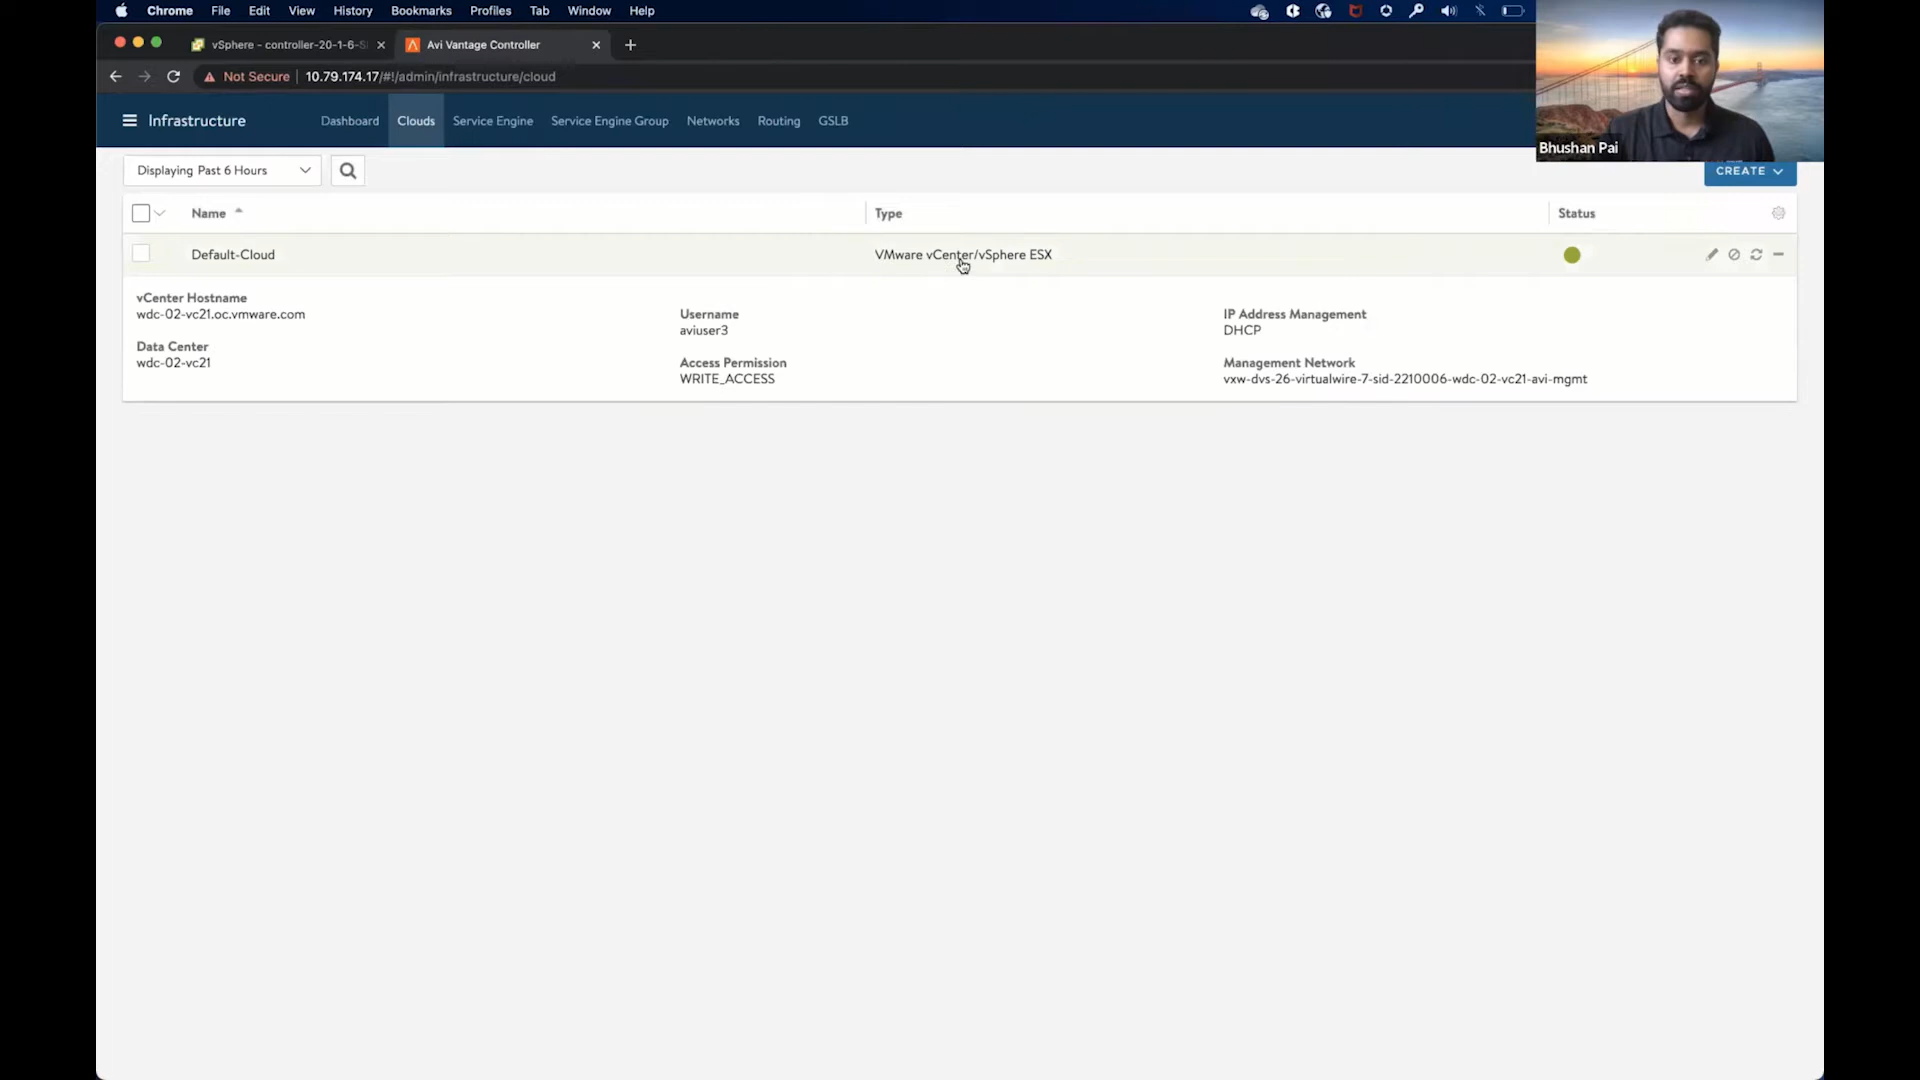 Chrome File Edit View History Bookmarks Profiles Tab Window Help
vSphere - controller-20-1-6-S
Avi Vantage Controller
Not Secure 10.79.174.17/#!/admin/infrastructure/cloud
Infrastructure Dashboard Clouds Service Engine Service Engine Group Networks Routing GSLB
Bhushan Pai
Displaying Past 6 Hours
CREATE
Name Type Status
Default-Cloud VMware vCenter/vSphere ESX
vCenter Hostname
wdc-02-vc21.oc.vmware.com
Data Center
wdc-02-vc21
Username
aviuser3
Access Permission
WRITE_ACCESS
IP Address Management
DHCP
Management Network
vxw-dvs-26-virtualwire-7-sid-2210006-wdc-02-vc21-avi-mgmt